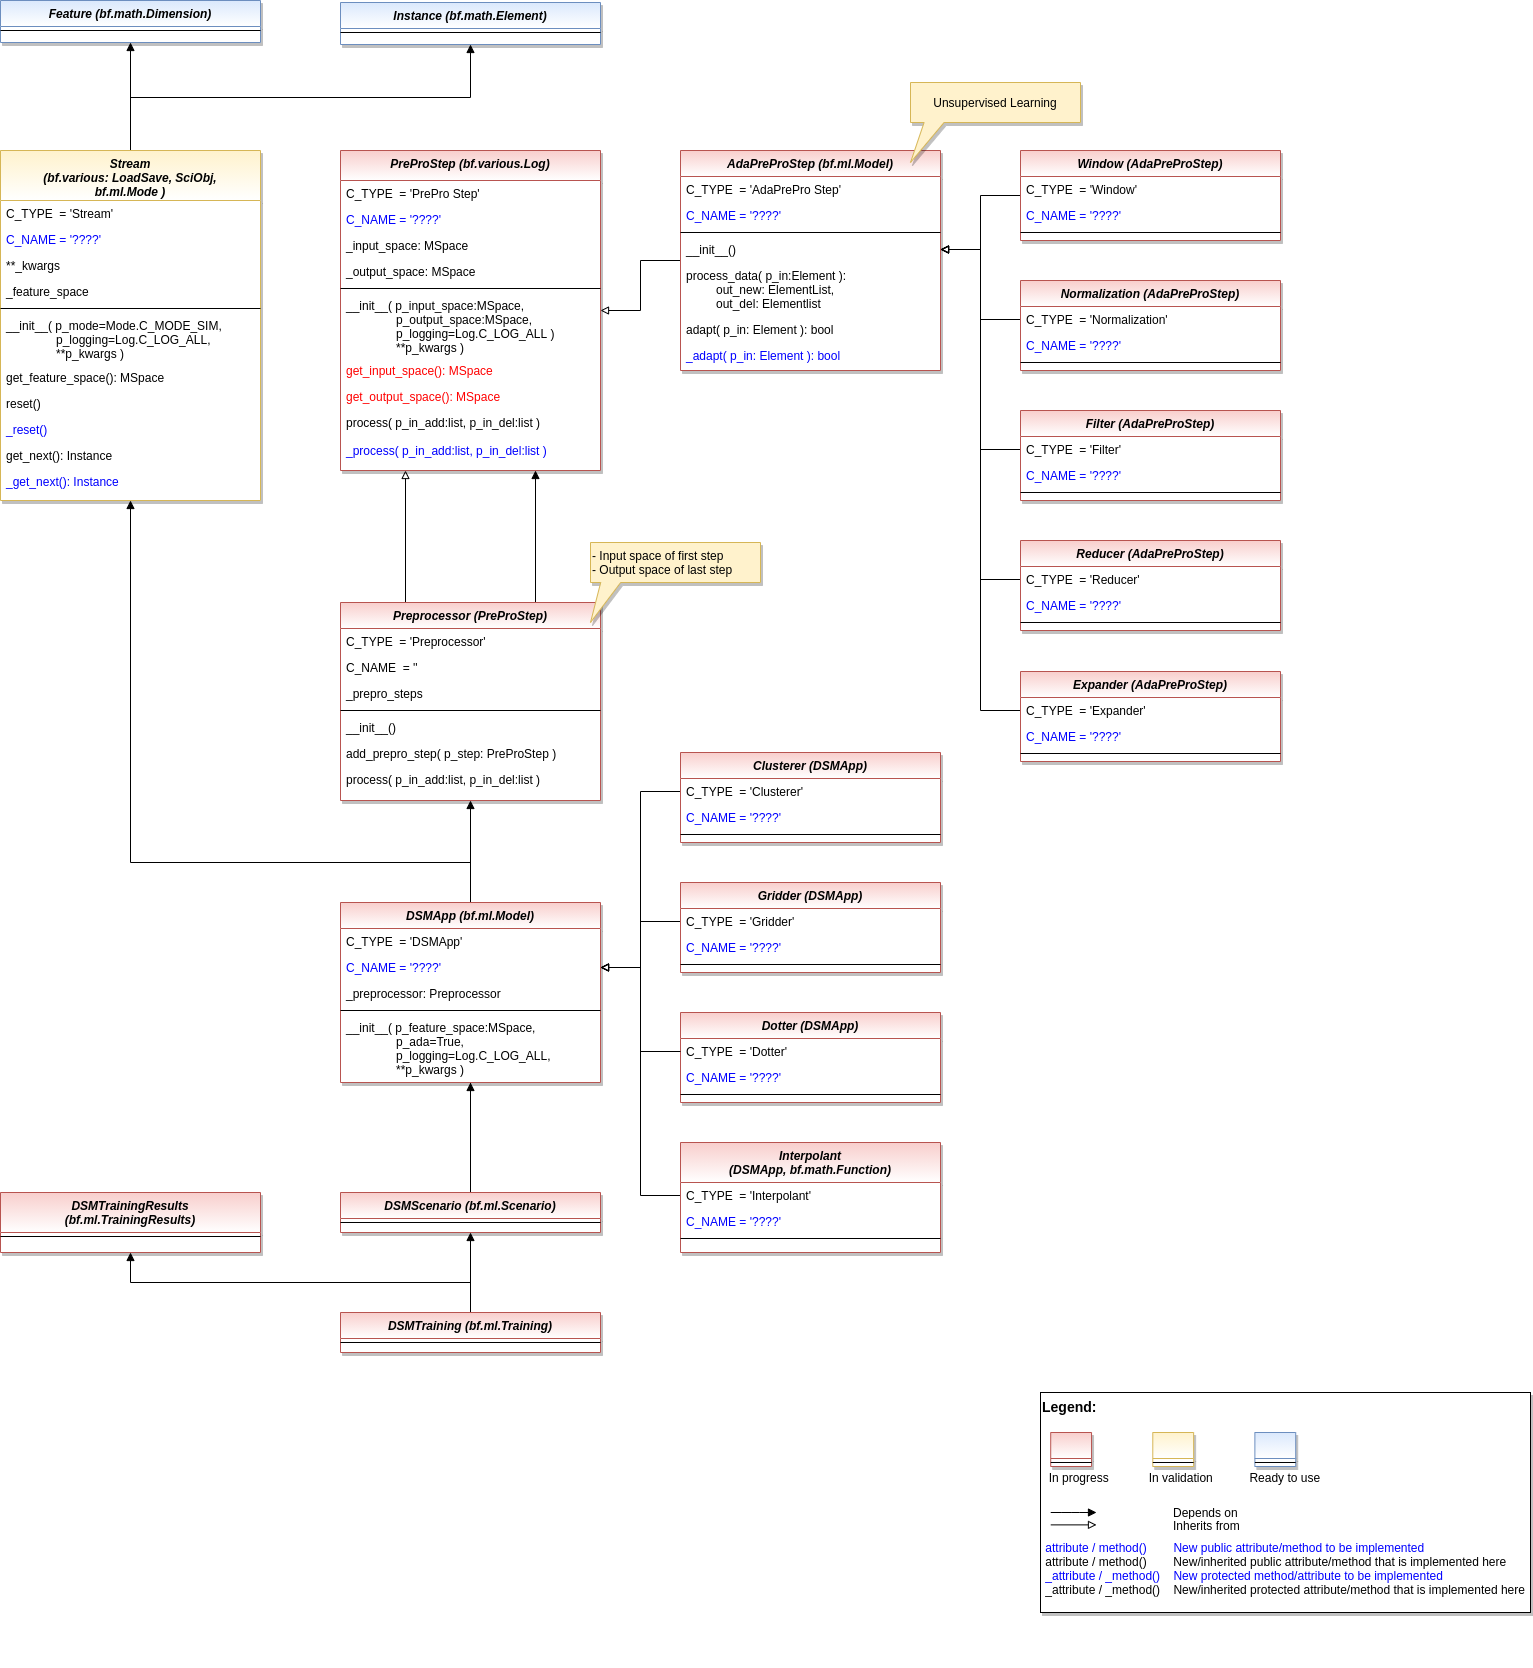 Feature (bf.math.Dimension)
Instance (bf.math.Element)
Unsupervised Learning
Stream
(bf.various: LoadSave, SciObj,
bf.ml.Mode )
C_TYPE  = 'Stream'
C_NAME = '????'
**_kwargs
_feature_space
__init__( p_mode=Mode.C_MODE_SIM,
p_logging=Log.C_LOG_ALL,
**p_kwargs )
get_feature_space(): MSpace
reset()
_reset()
get_next(): Instance
_get_next(): Instance
PreProStep (bf.various.Log)
C_TYPE  = 'PrePro Step'
C_NAME = '????'
_input_space: MSpace
_output_space: MSpace
__init__( p_input_space:MSpace,
p_output_space:MSpace,
p_logging=Log.C_LOG_ALL )
**p_kwargs )
get_input_space(): MSpace
get_output_space(): MSpace
process( p_in_add:list, p_in_del:list )
_process( p_in_add:list, p_in_del:list )
AdaPreProStep (bf.ml.Model)
C_TYPE  = 'AdaPrePro Step'
C_NAME = '????'
__init__()
process_data( p_in:Element ):
out_new: ElementList,
out_del: Elementlist
adapt( p_in: Element ): bool
_adapt( p_in: Element ): bool
Window (AdaPreProStep)
C_TYPE  = 'Window'
C_NAME = '????'
Normalization (AdaPreProStep)
C_TYPE  = 'Normalization'
C_NAME = '????'
Filter (AdaPreProStep)
C_TYPE  = 'Filter'
C_NAME = '????'
Reducer (AdaPreProStep)
C_TYPE  = 'Reducer'
C_NAME = '????'
Expander (AdaPreProStep)
C_TYPE  = 'Expander'
C_NAME = '????'
- Input space of first step
- Output space of last step
Preprocessor (PreProStep)
C_TYPE  = 'Preprocessor'
C_NAME  = ''
_prepro_steps
__init__()
add_prepro_step( p_step: PreProStep )
process( p_in_add:list, p_in_del:list )
Clusterer (DSMApp)
C_TYPE  = 'Clusterer'
C_NAME = '????'
Gridder (DSMApp)
C_TYPE  = 'Gridder'
C_NAME = '????'
Dotter (DSMApp)
C_TYPE  = 'Dotter'
C_NAME = '????'
Interpolant
(DSMApp, bf.math.Function)
C_TYPE  = 'Interpolant'
C_NAME = '????'
DSMApp (bf.ml.Model)
C_TYPE  = 'DSMApp'
C_NAME = '????'
_preprocessor: Preprocessor
__init__( p_feature_space:MSpace,
p_ada=True,
p_logging=Log.C_LOG_ALL,
**p_kwargs )
DSMTrainingResults
(bf.ml.TrainingResults)
DSMScenario (bf.ml.Scenario)
DSMTraining (bf.ml.Training)
Legend:
In progress
In validation
Ready to use
Depends on
Inherits from
attribute / method() New public attribute/method to be implemented
attribute / method() New/inherited public attribute/method that is implemented here
_attribute / _method() New protected method/attribute to be implemented
_attribute / _method() New/inherited protected attribute/method that is implemented here